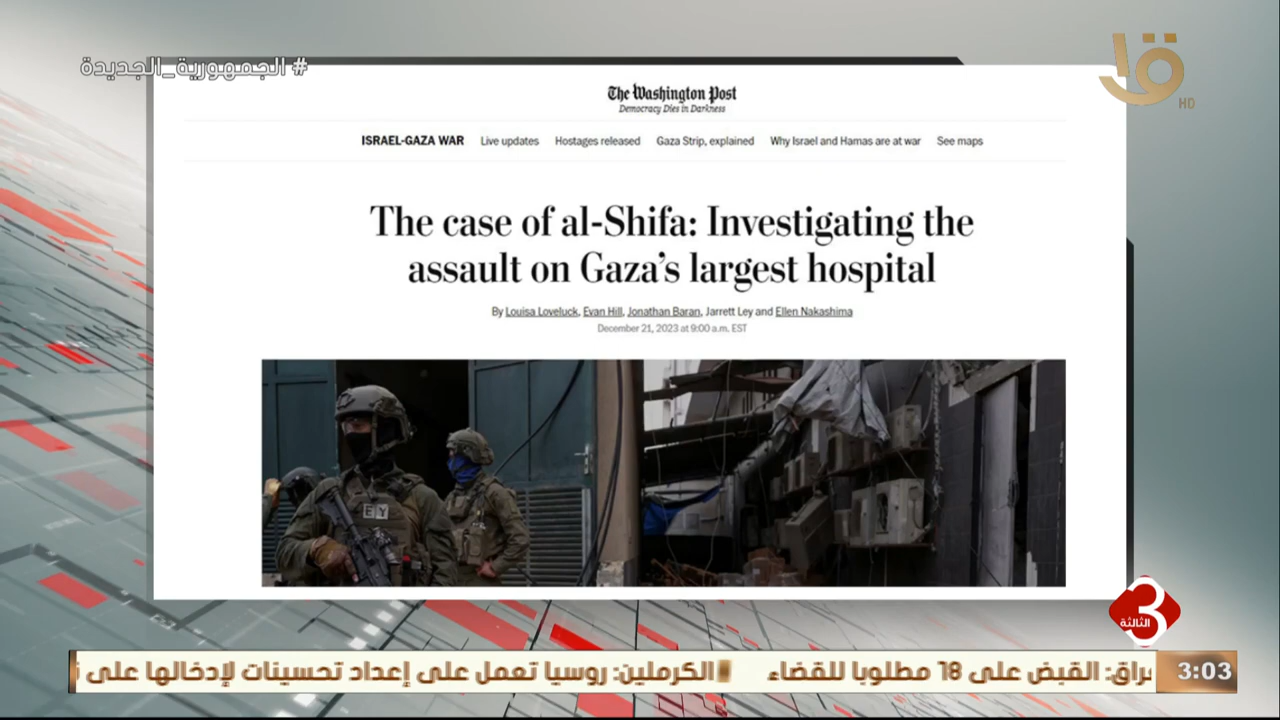 #الجمهورية_الجديدة
HD
The Washington Post
Democracy Dies in Darkness
ISRAEL-GAZA WAR Live updates Hostages released Gaza Strip, explained Why Israel and Hamas are at war See maps
The case of al-Shifa: Investigating the
assault on Gaza's largest hospital
By Louisa Loveluck, Evan Hill, Jonathan Baran, Jarrett Ley and Ellen Nakashima
December 21, 2023 at 9:00 a.m. EST
EY
3
الثالثة
القبض على 18 مطلوبا للقضاء الكرملين: روسيا تعمل على إعداد تحسينات لإدخالها على
3:03